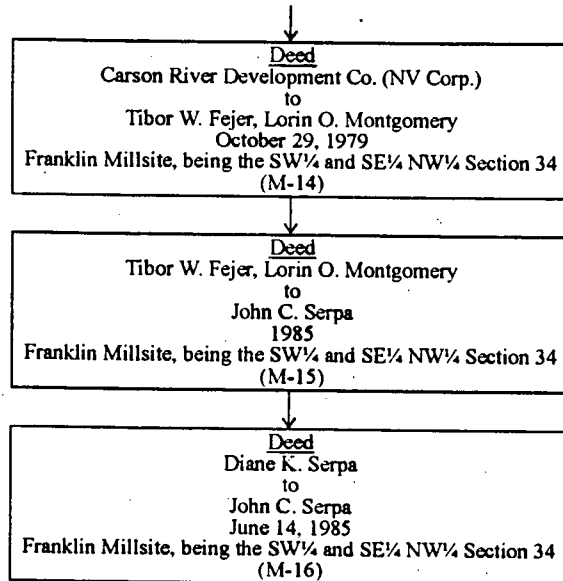 Deed
Carson River Development Co. (NV Corp.)
to
Tibor W. Fejer, Lorin O. Montgomery
October 29, 1979
Franklin Millsite, being the SW¼ and SE¼ NW¼ Section 34
(M-14)
Deed
Tibor W. Fejer, Lorin O. Montgomery
to
John C. Serpa
1985
Franklin Millsite, being the SW¼ and SE¼ NW¼ Section 34
(M-15)
Deed
Diane K. Serpa
to
John C. Serpa
June 14, 1985
Franklin Millsite, being the SW¼ and SE¼ NW¼ Section 34
(M-16)